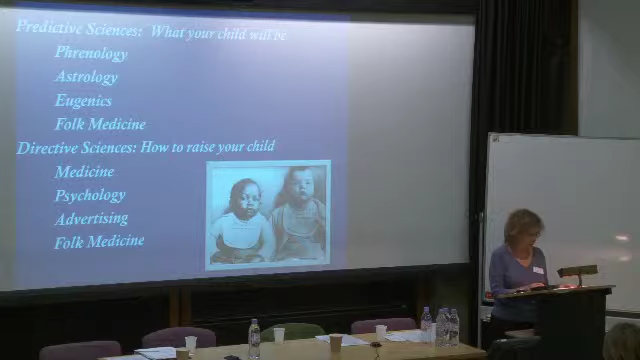 Predictive Sciences: What your child will be
Phrenology
Astrology
Eugenics
Folk Medicine
Directive Sciences: How to raise your child
Medicine
Psychology
Advertising
Folk Medicine